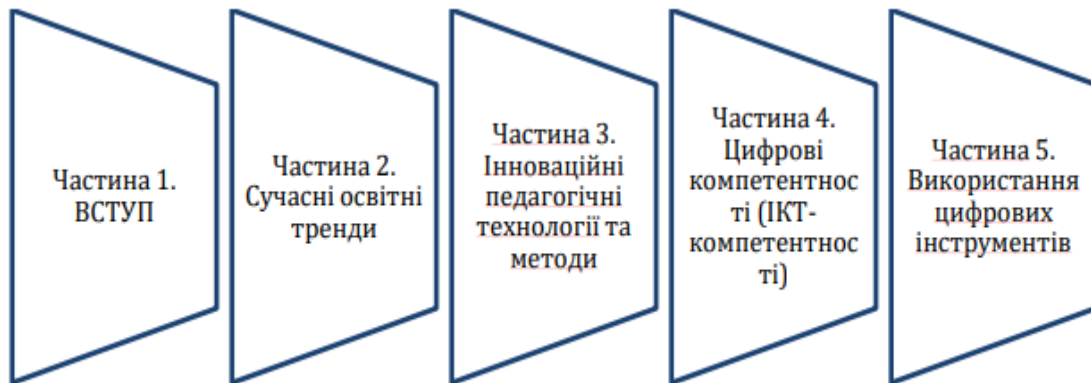 Частина 1.
ВСТУП
Частина 2.
Сучасні освітні
тренди
Частина 3.
Інноваційні
педагогічні
технології та
методи
Частина 4.
Цифрові
компетентнос
ті (ІКТ-
компетентнос
ті)
Частина 5.
Використання
цифрових
інструментів